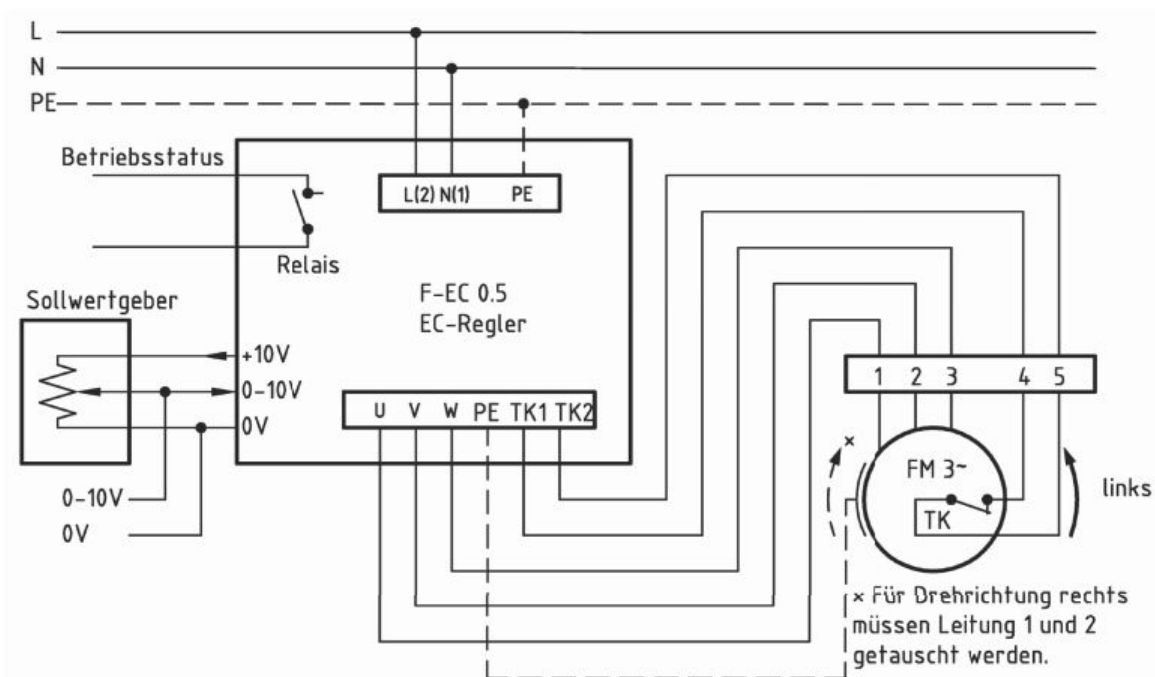 L
N
PE
Betriebsstatus
L(2) N(1) PE
Relais
Sollwertgeber
F-EC 0.5
EC-Regler
+10V
0-10V
0V
U V W PE TK1 TK2
0-10V
0V
1 2 3 4 5
×
FM 3~
TK
links
× Für Drehrichtung rechts
müssen Leitung 1 und 2
getauscht werden.